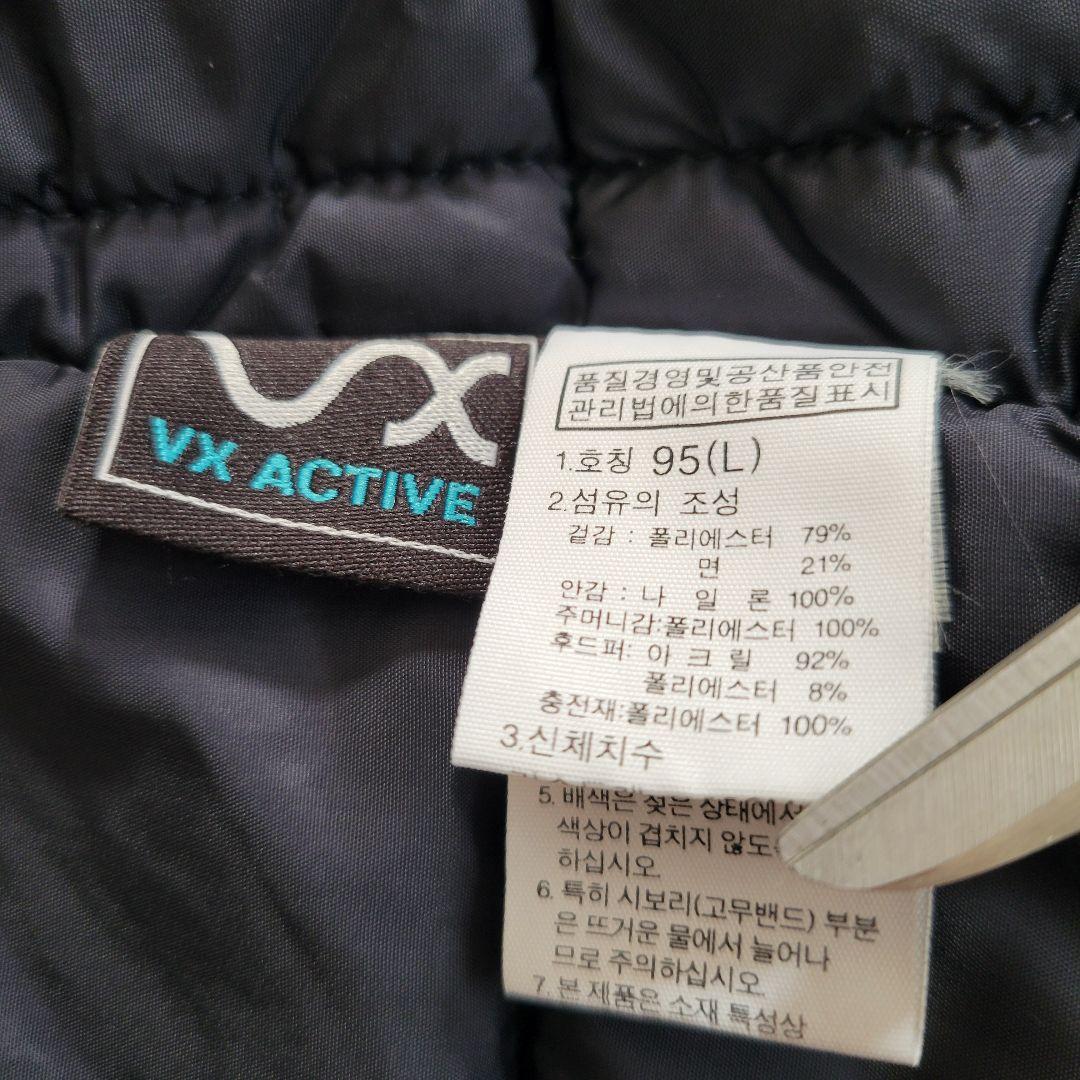 VX
VX ACTIVE
품질경영및공산품안전
관리법에의한품질표시
1.호칭 95(L)
2.섬유의 조성
겉감 : 폴리에스터 79%
면 21%
안감 : 나 일 론 100%
주머니감:폴리에스터 100%
후드퍼: 아 크 릴 92%
폴리에스터 8%
충전재:폴리에스터 100%
3.신체치수
5. 배색은 젖은 상태에서
색상이 겹치지 않도
하십시오
6. 특히 시보리(고무밴드) 부분
은 뜨거운 물에서 늘어나
므로 주의하십시오
7. 본 제품은 소재 특성상